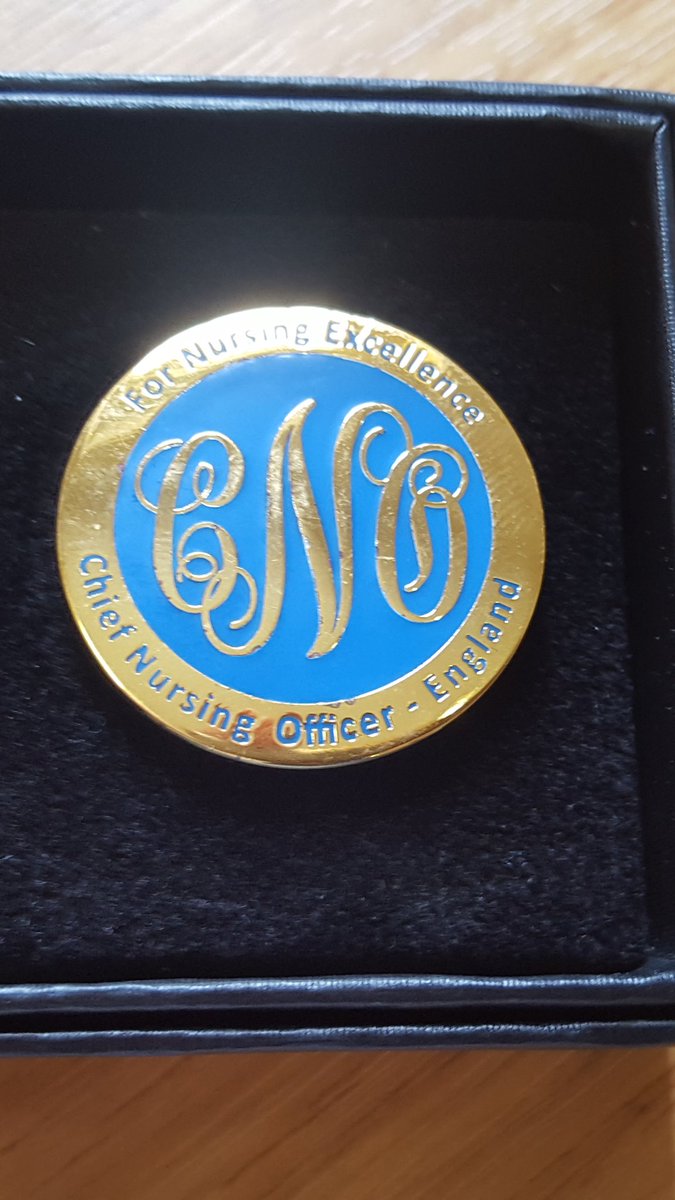 For Nursing Excellence
CNO
Chief Nursing Officer - England